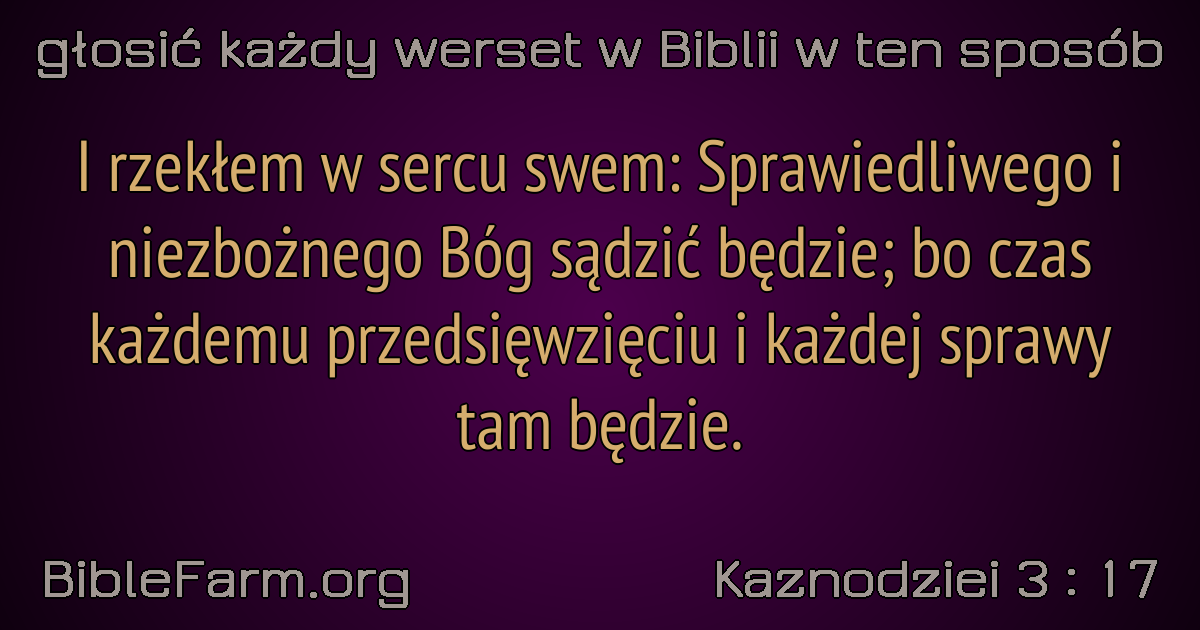 głosić każdy werset w Biblii w ten sposób
I rzekłem w sercu swem: Sprawiedliwego i
niezbożnego Bóg sądzić będzie; bo czas
każdemu przedsięwzięciu i każdej sprawy
tam będzie.
BibleFarm.org
Kaznodziei 3 : 17